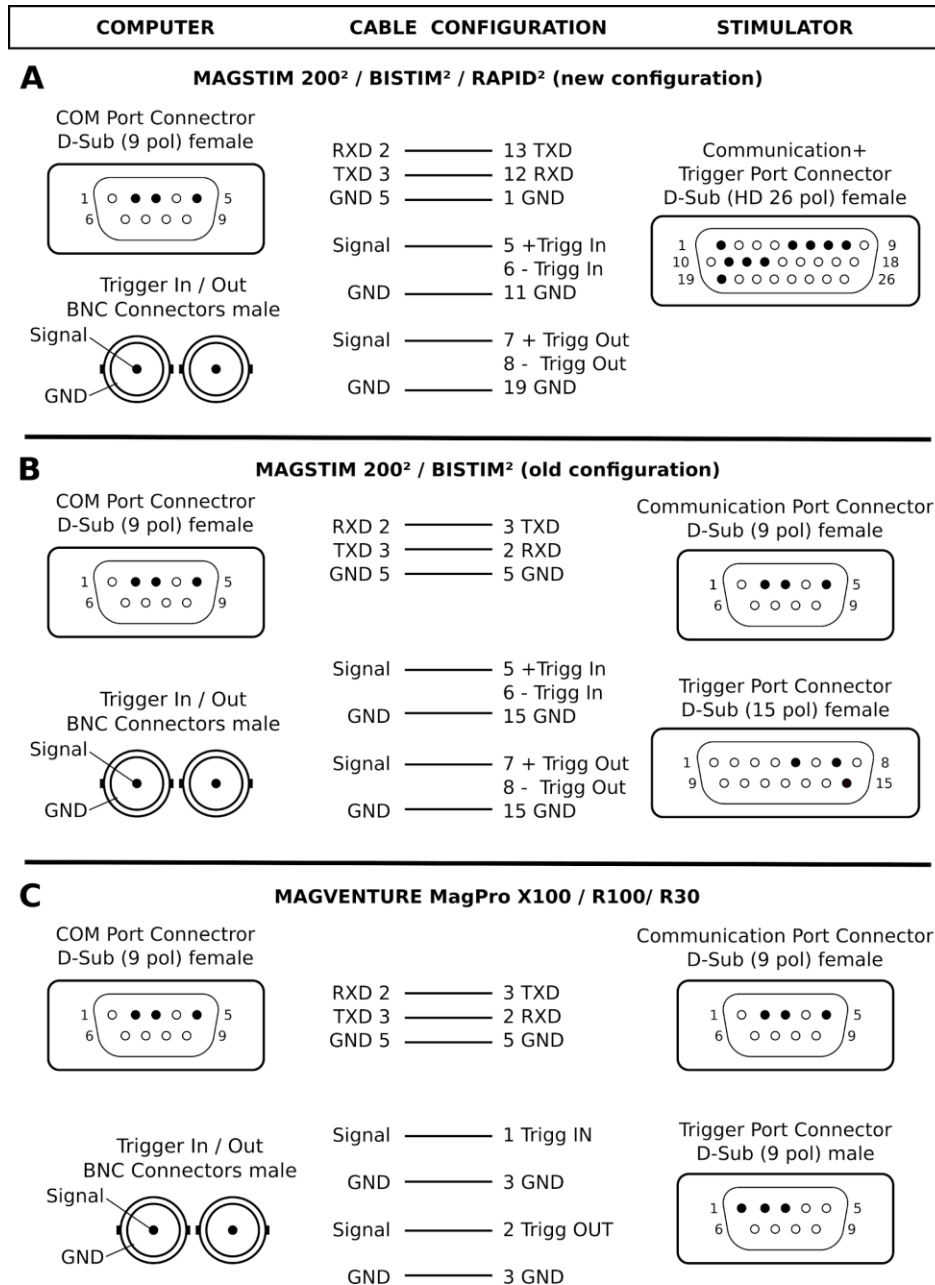 COMPUTER CABLE CONFIGURATION STIMULATOR
A MAGSTIM 200² / BISTIM² / RAPID² (new configuration)
COM Port Connectror
D-Sub (9 pol) female
1 5
6 9
Trigger In / Out
BNC Connectors male
Signal
GND
RXD 2 13 TXD
TXD 3 12 RXD
GND 5 1 GND
Signal 5 +Trigg In
6 - Trigg In
GND 11 GND
Signal 7 + Trigg Out
8 - Trigg Out
GND 19 GND
Communication+
Trigger Port Connector
D-Sub (HD 26 pol) female
1 9
10 18
19 26
B MAGSTIM 200² / BISTIM² (old configuration)
COM Port Connectror
D-Sub (9 pol) female
1 5
6 9
Trigger In / Out
BNC Connectors male
Signal
GND
RXD 2 3 TXD
TXD 3 2 RXD
GND 5 5 GND
Signal 5 +Trigg In
6 - Trigg In
GND 15 GND
Signal 7 + Trigg Out
8 - Trigg Out
GND 15 GND
Communication Port Connector
D-Sub (9 pol) female
1 5
6 9
Trigger Port Connector
D-Sub (15 pol) female
1 8
9 15
C MAGVENTURE MagPro X100 / R100/ R30
COM Port Connectror
D-Sub (9 pol) female
1 5
6 9
Trigger In / Out
BNC Connectors male
Signal
GND
RXD 2 3 TXD
TXD 3 2 RXD
GND 5 5 GND
Signal 1 Trigg IN
GND 3 GND
Signal 2 Trigg OUT
GND 3 GND
Communication Port Connector
D-Sub (9 pol) female
1 5
6 9
Trigger Port Connector
D-Sub (9 pol) male
1 5
6 9